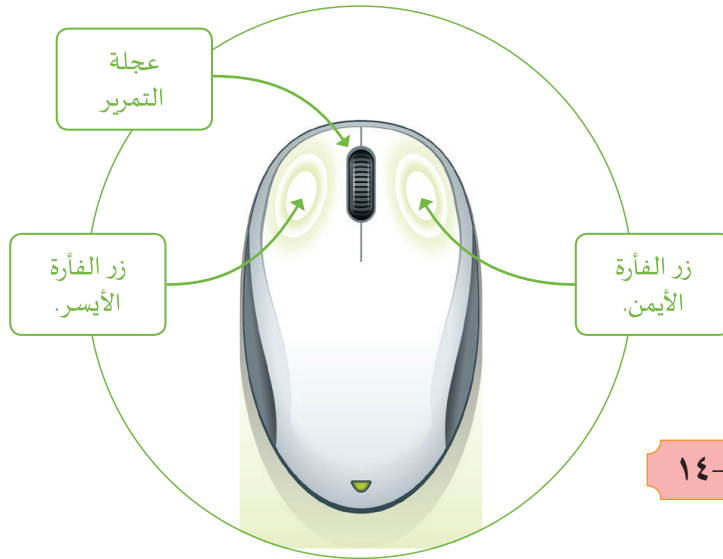 عجلة
التمرير
زر الفأرة
الأيمن.
زر الفأرة
الأيسر.
١٤-